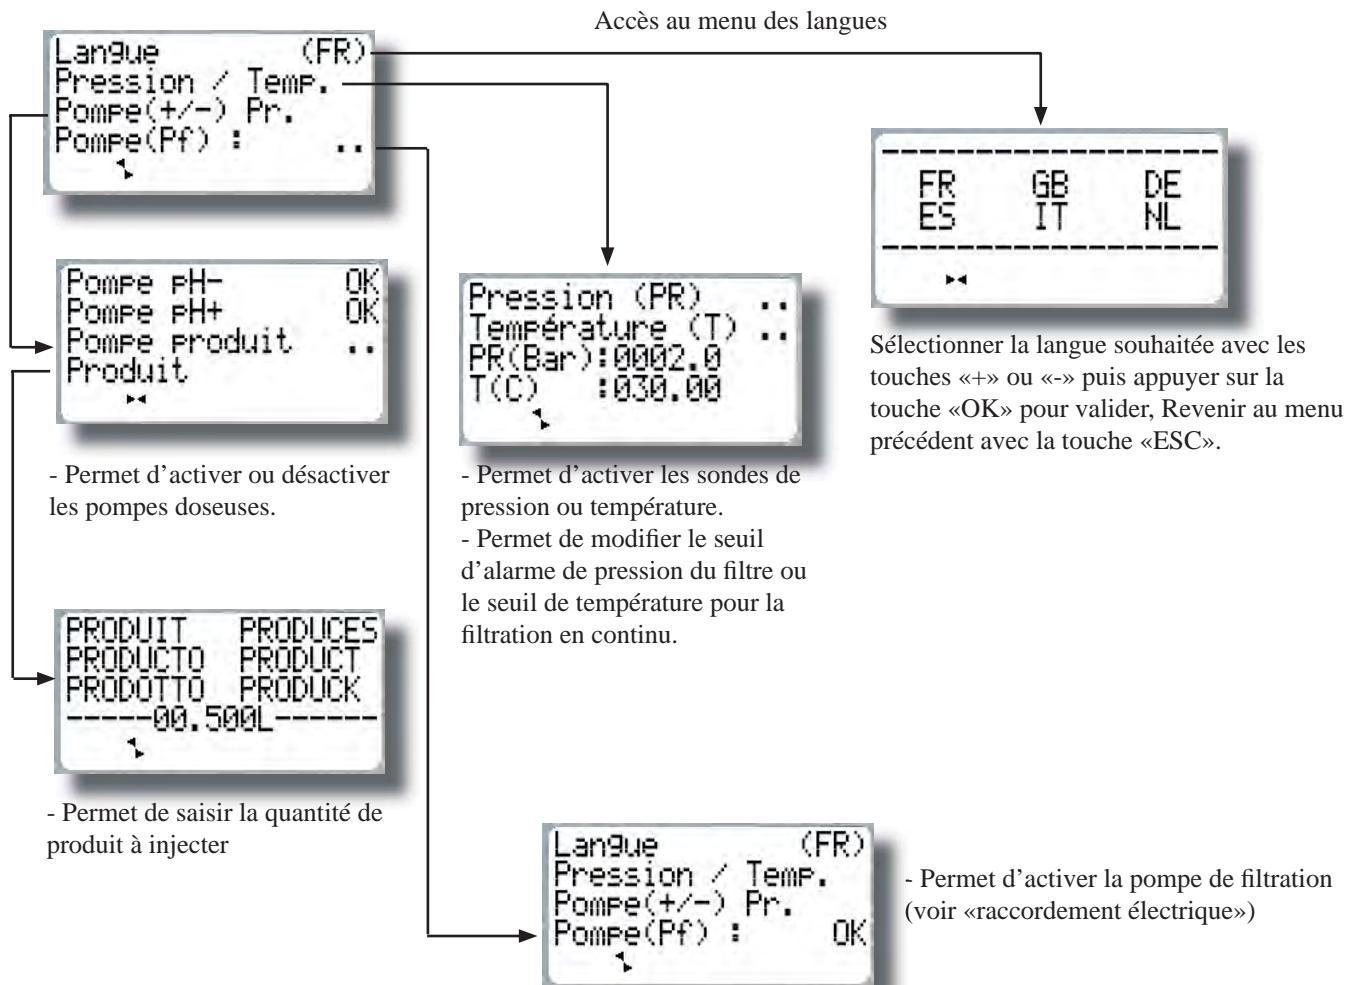 Accès au menu des langues
Langue (FR)
Pression / Temp.
Pompe(+/-) Pr.
Pompe(Pf) : ..
--------------------
FR GB DE
ES IT NL
--------------------
Sélectionner la langue souhaitée avec les
touches «+» ou «-» puis appuyer sur la
touche «OK» pour valider, Revenir au menu
précédent avec la touche «ESC».
Pompe pH- OK
Pompe pH+ OK
Pompe produit ..
Produit
- Permet d’activer ou désactiver
les pompes doseuses.
Pression (PR) ..
Température (T) ..
PR(Bar):0002.0
T(C) :030.00
- Permet d’activer les sondes de
pression ou température.
- Permet de modifier le seuil
d’alarme de pression du filtre ou
le seuil de température pour la
filtration en continu.
PRODUIT PRODUCES
PRODUCTO PRODUCT
PRODOTTO PRODUCK
-----00.500L------
- Permet de saisir la quantité de
produit à injecter
Langue (FR)
Pression / Temp.
Pompe(+/-) Pr.
Pompe(Pf) : OK
- Permet d’activer la pompe de filtration
(voir «raccordement électrique»)